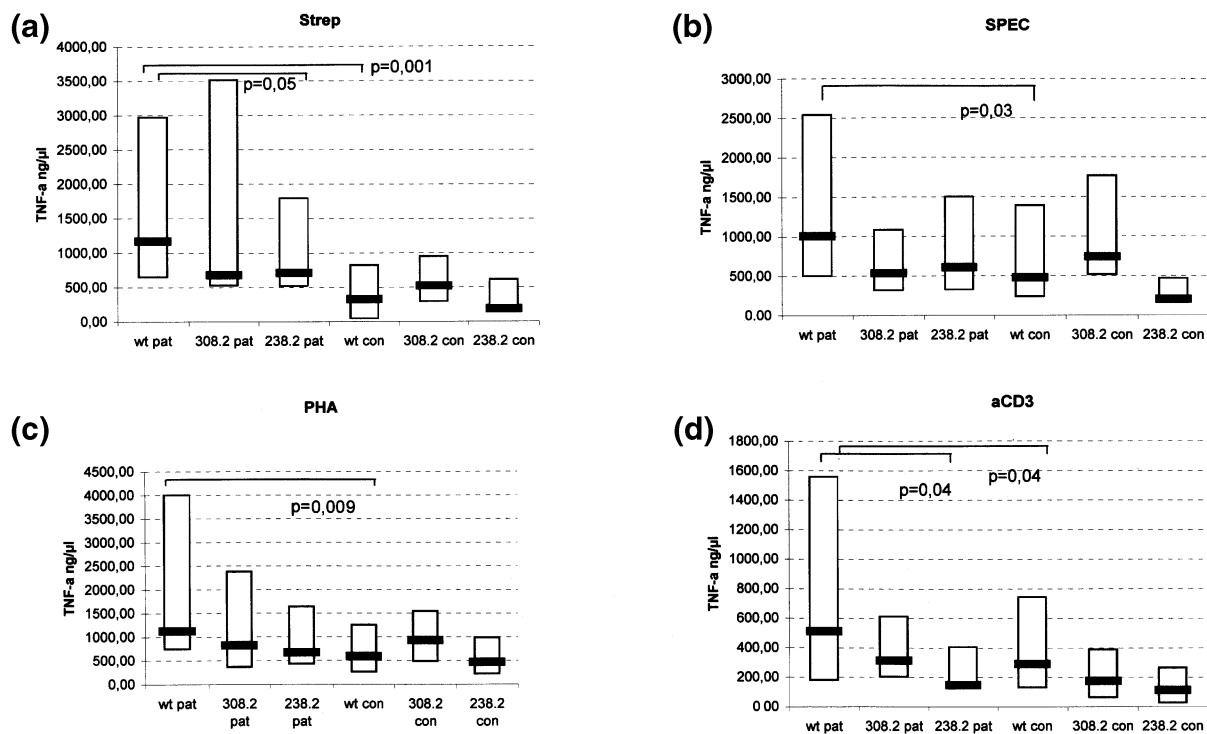 (a)
Strep
4000,00
3500,00
3000,00
2500,00
2000,00
1500,00
1000,00
500,00
0,00
TNF-a ng/µl
p=0,001
p=0,05
wt pat 308.2 pat 238.2 pat wt con 308.2 con 238.2 con
(b)
SPEC
3000,00
2500,00
2000,00
1500,00
1000,00
500,00
0.00
TNF-a ng/µl
p=0,03
wt pat 308.2 pat 238.2 pat wt con 308.2 con 238.2 con
(c)
PHA
4500,00
4000,00
3500,00
3000,00
2500,00
2000,00
1500,00
1000,00
500,00
0,00
TNF-a ng/µl
p=0,009
wt pat 308.2 238.2 wt con 308.2 238.2
pat pat con con
(d)
aCD3
1800,00
1600,00
1400,00
1200,00
1000,00
800,00
600,00
400,00
200,00
0 00
TNF-a ng/µl
p=0,04
p=0,04
wt pat 308.2 pat 238.2 pat wt con 308.2 con 238.2 con